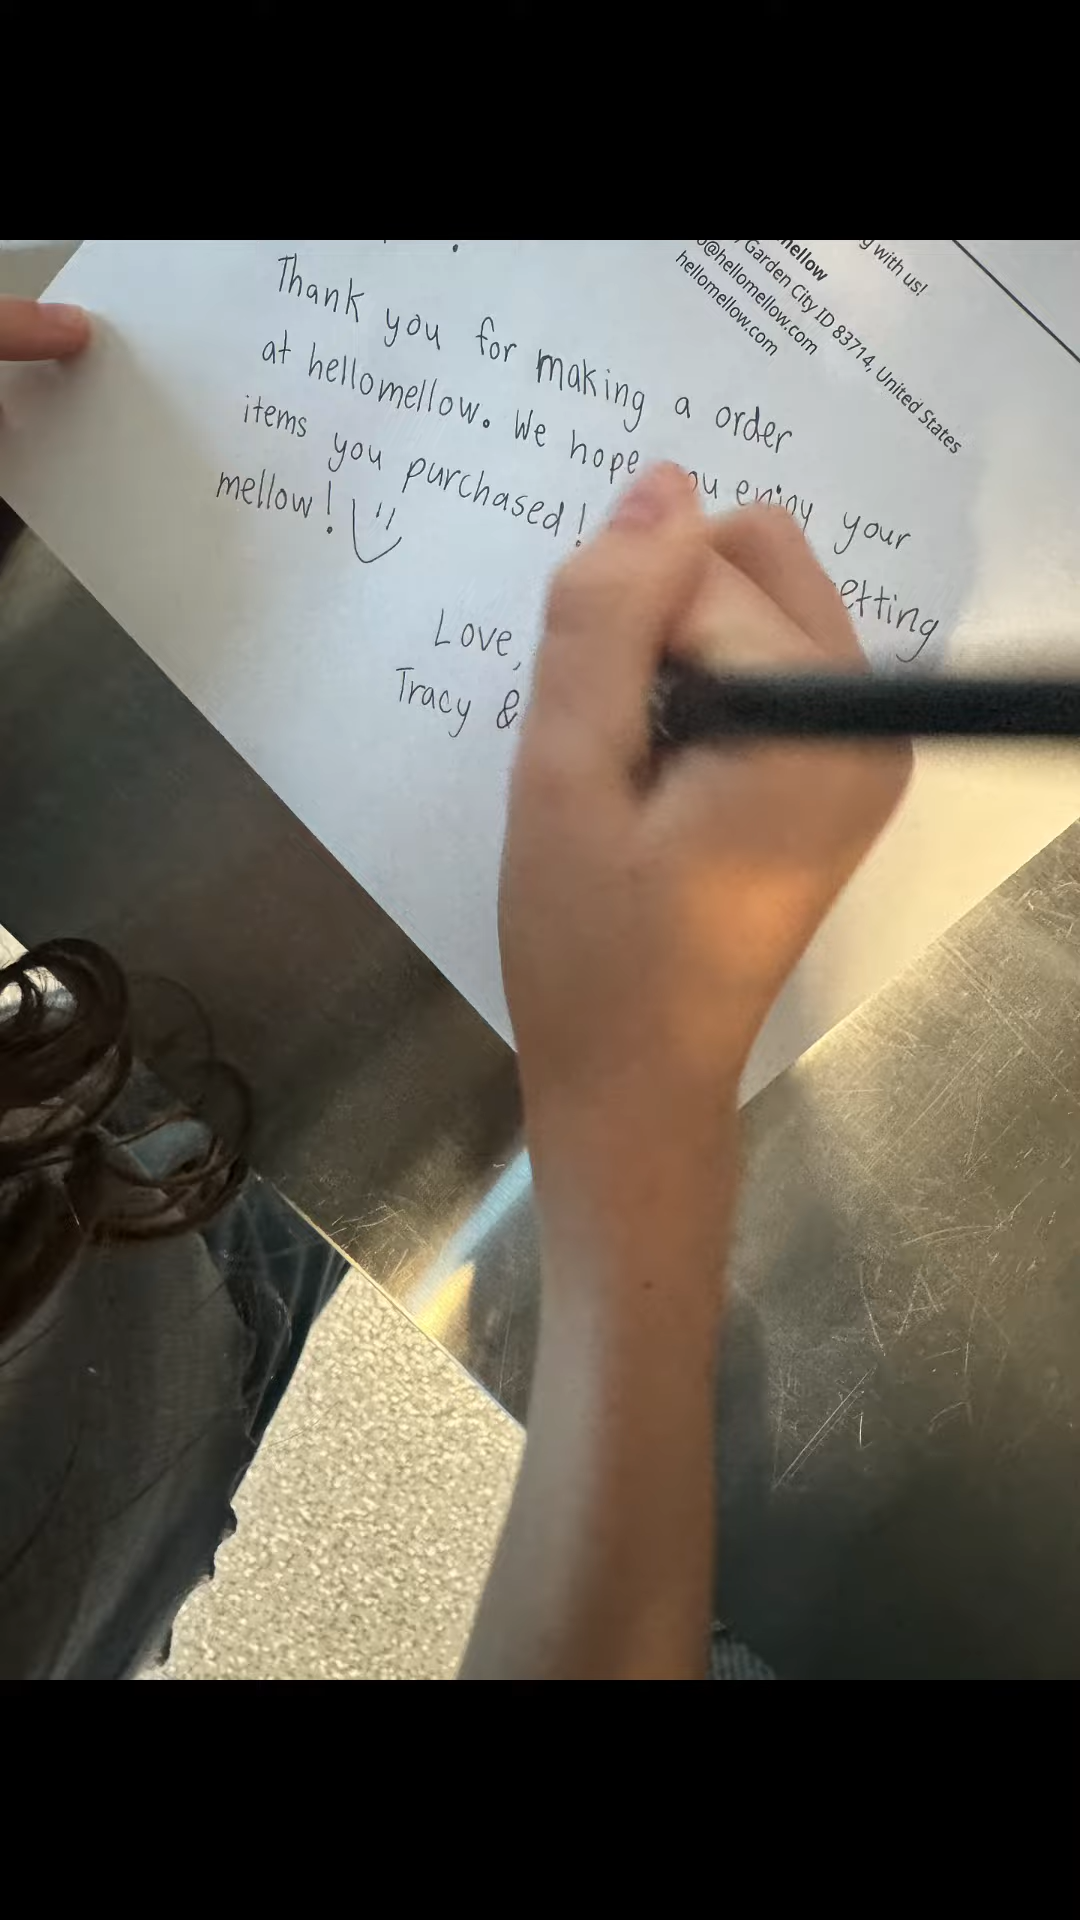 Thank you for making a order
at hellomellow. We hope you enjoy your
items you purchased! etting
mellow!
Love,
Tracy &
g with us!
ellow
Garden City ID 83714, United States
o@hellomellow.com
hellomellow.com